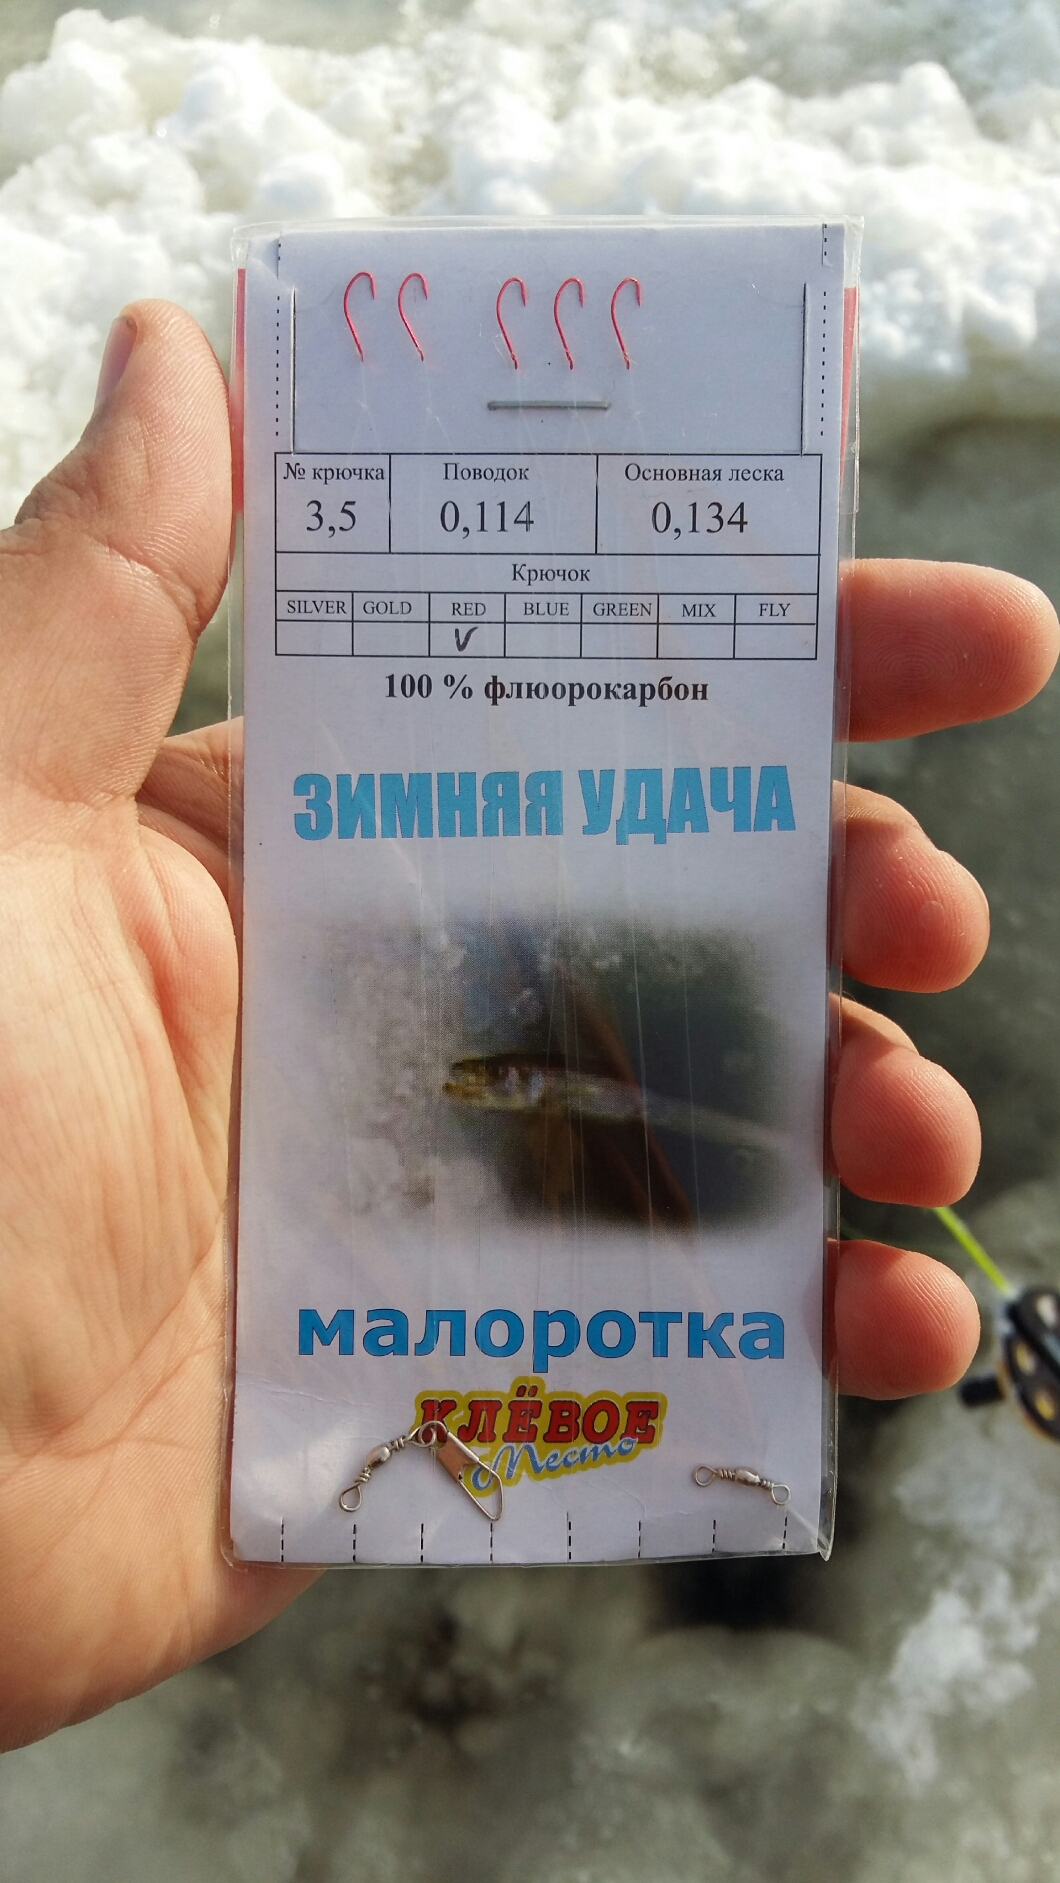 № крючка Поводок Основная леска
3,5 0,114 0,134
Крючок
SILVER GOLD RED BLUE GREEN MIX FLY
V
100 % флюорокарбон
ЗИМНЯЯ УДАЧА
малоротка
КЛЁВОЕ
Место